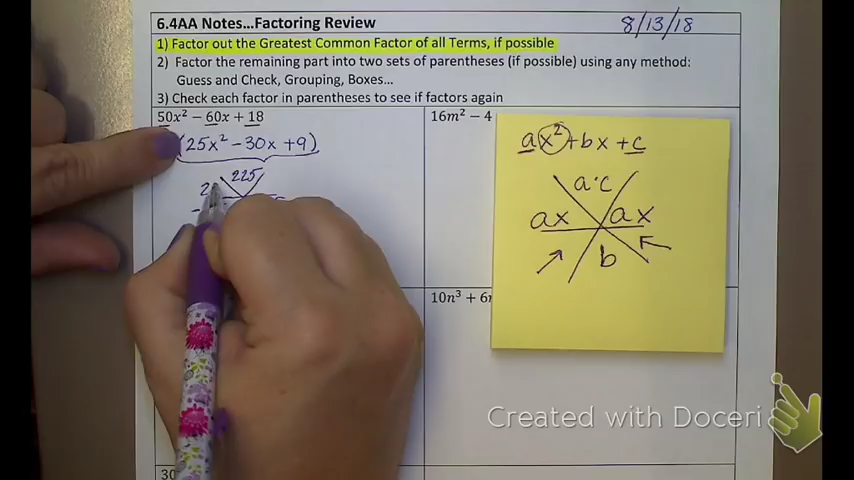 6.4AA Notes...Factoring Review
8/13/18
1) Factor out the Greatest Common Factor of all Terms, if possible
2) Factor the remaining part into two sets of parentheses (if possible) using any method:
Guess and Check, Grouping, Boxes...
3) Check each factor in parentheses to see if factors again
50x² − 60x + 18
16m² − 4
(25x² − 30x + 9)
225
2
ax² + bx + c
a·c
ax ax
b
10n³ + 6
30
Created with Doceri